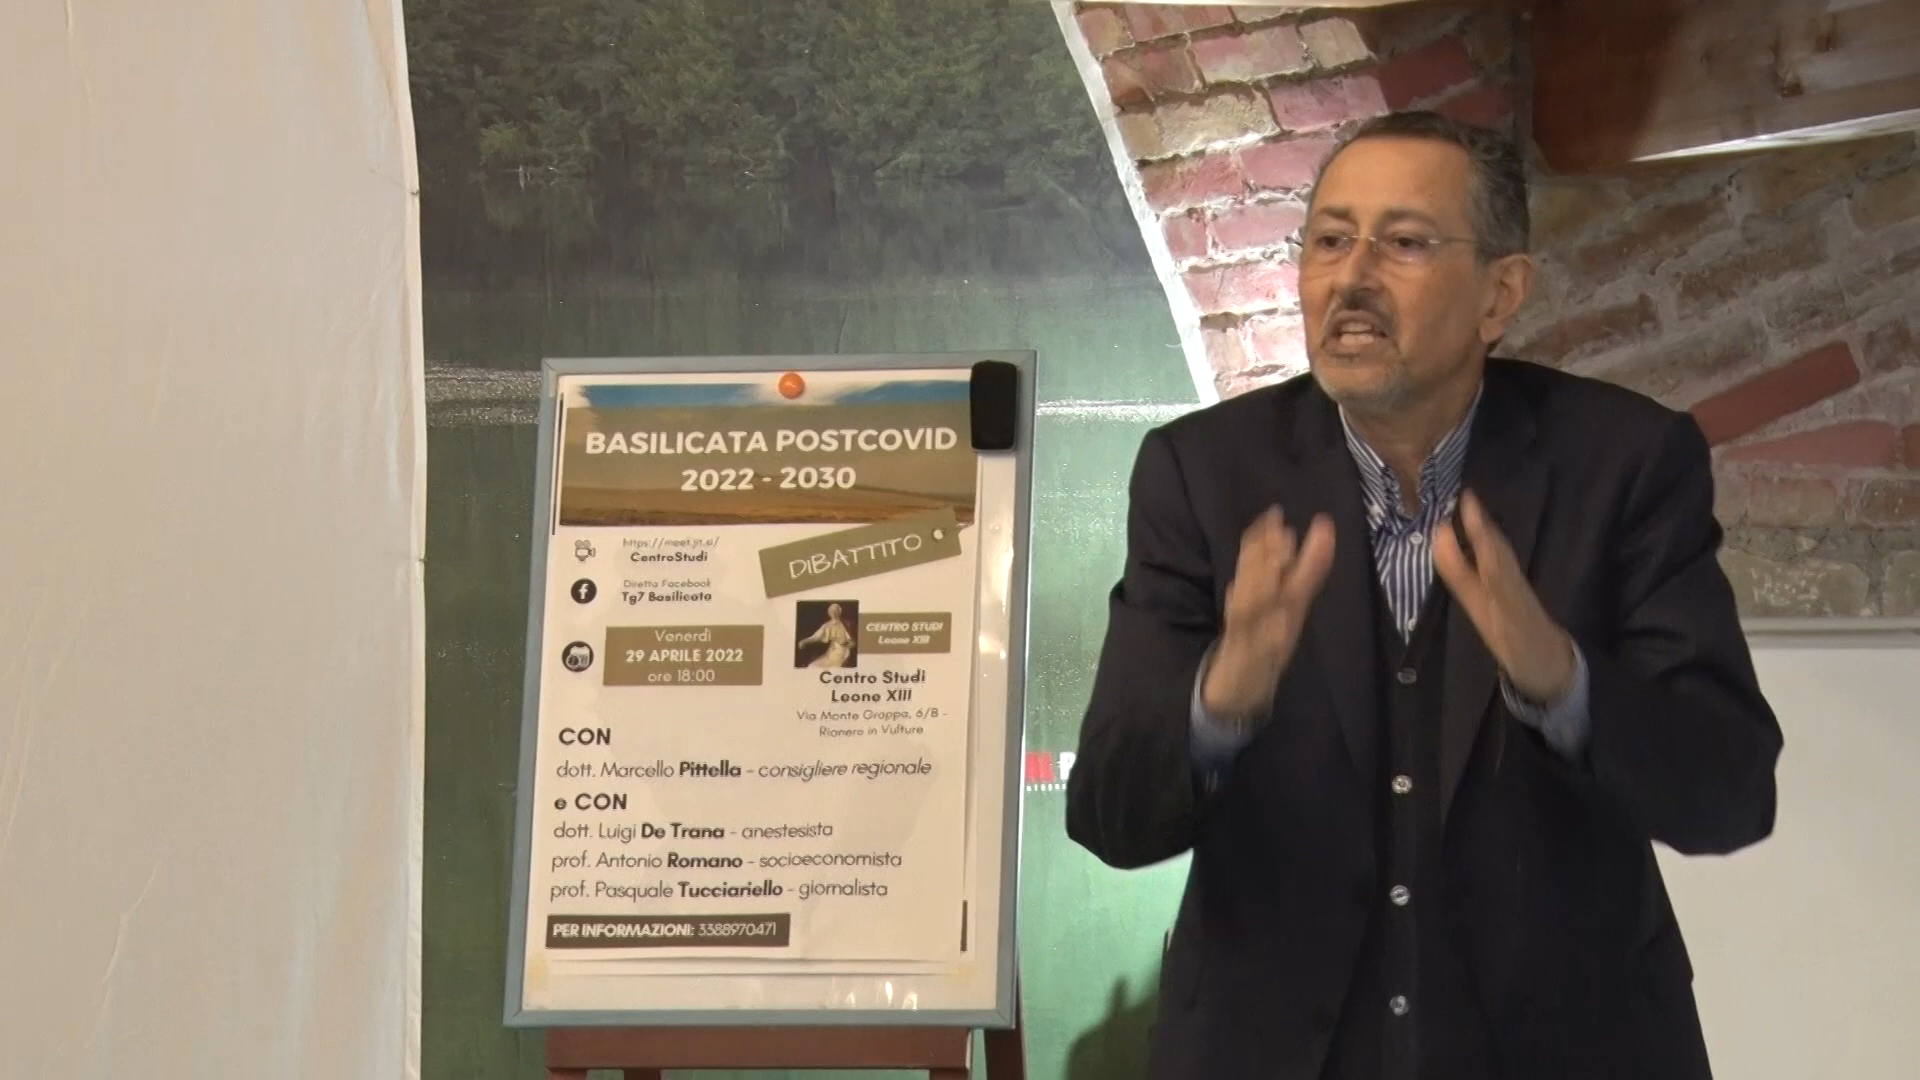 BASILICATA POSTCOVID
2022 - 2030
DIBATTITO
https://meet.jit.si/
CentroStudi
Diretta Facebook
Tg7 Basilicata
Venerdì
29 APRILE 2022
ore 18:00
CENTRO STUDI
Leone XIII
Centro Studi
Leone XIII
Via Monte Grappa, 6/B -
Rionero in Vulture
CON
dott. Marcello Pittella - consigliere regionale
e CON
dott. Luigi De Trana - anestesista
prof. Antonio Romano - socioeconomista
prof. Pasquale Tucciariello - giornalista
PER INFORMAZIONI: 3388970471